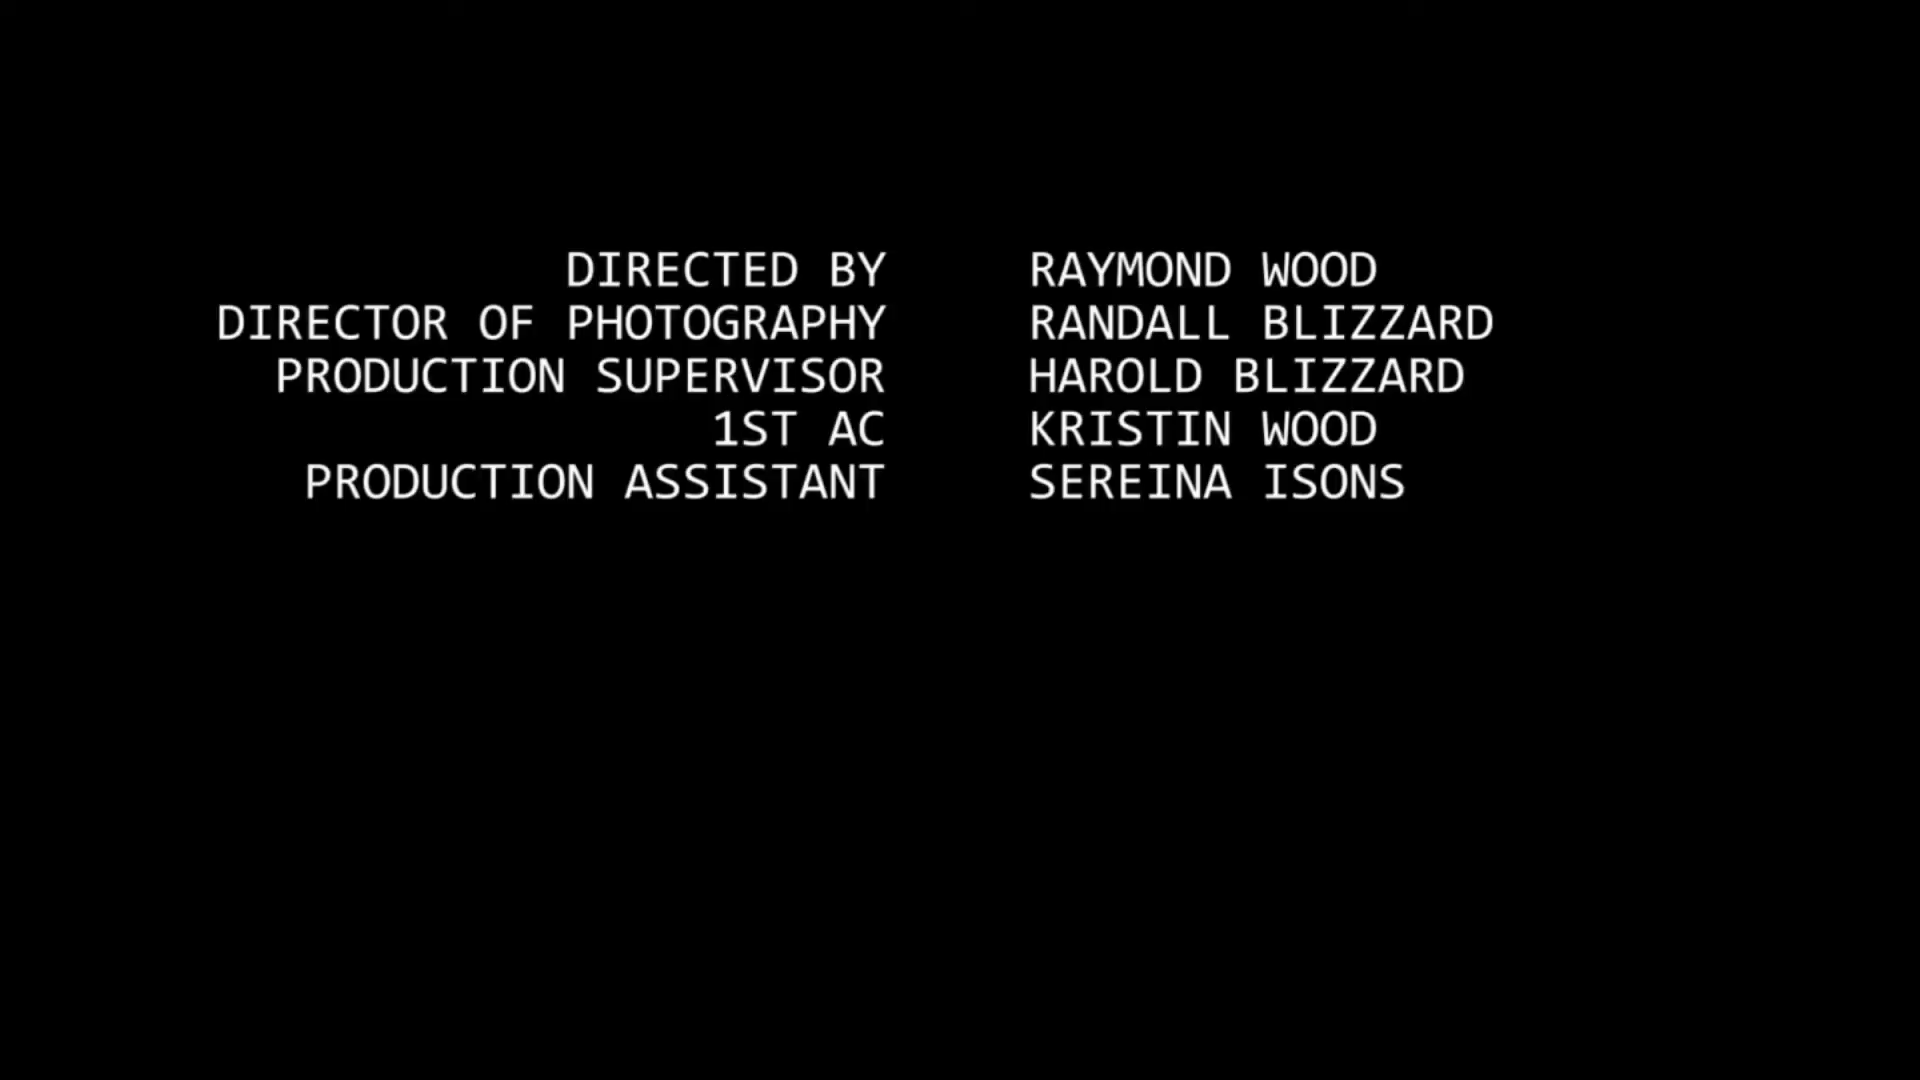 DIRECTED BY RAYMOND WOOD
DIRECTOR OF PHOTOGRAPHY RANDALL BLIZZARD
PRODUCTION SUPERVISOR HAROLD BLIZZARD
1ST AC KRISTIN WOOD
PRODUCTION ASSISTANT SEREINA ISONS